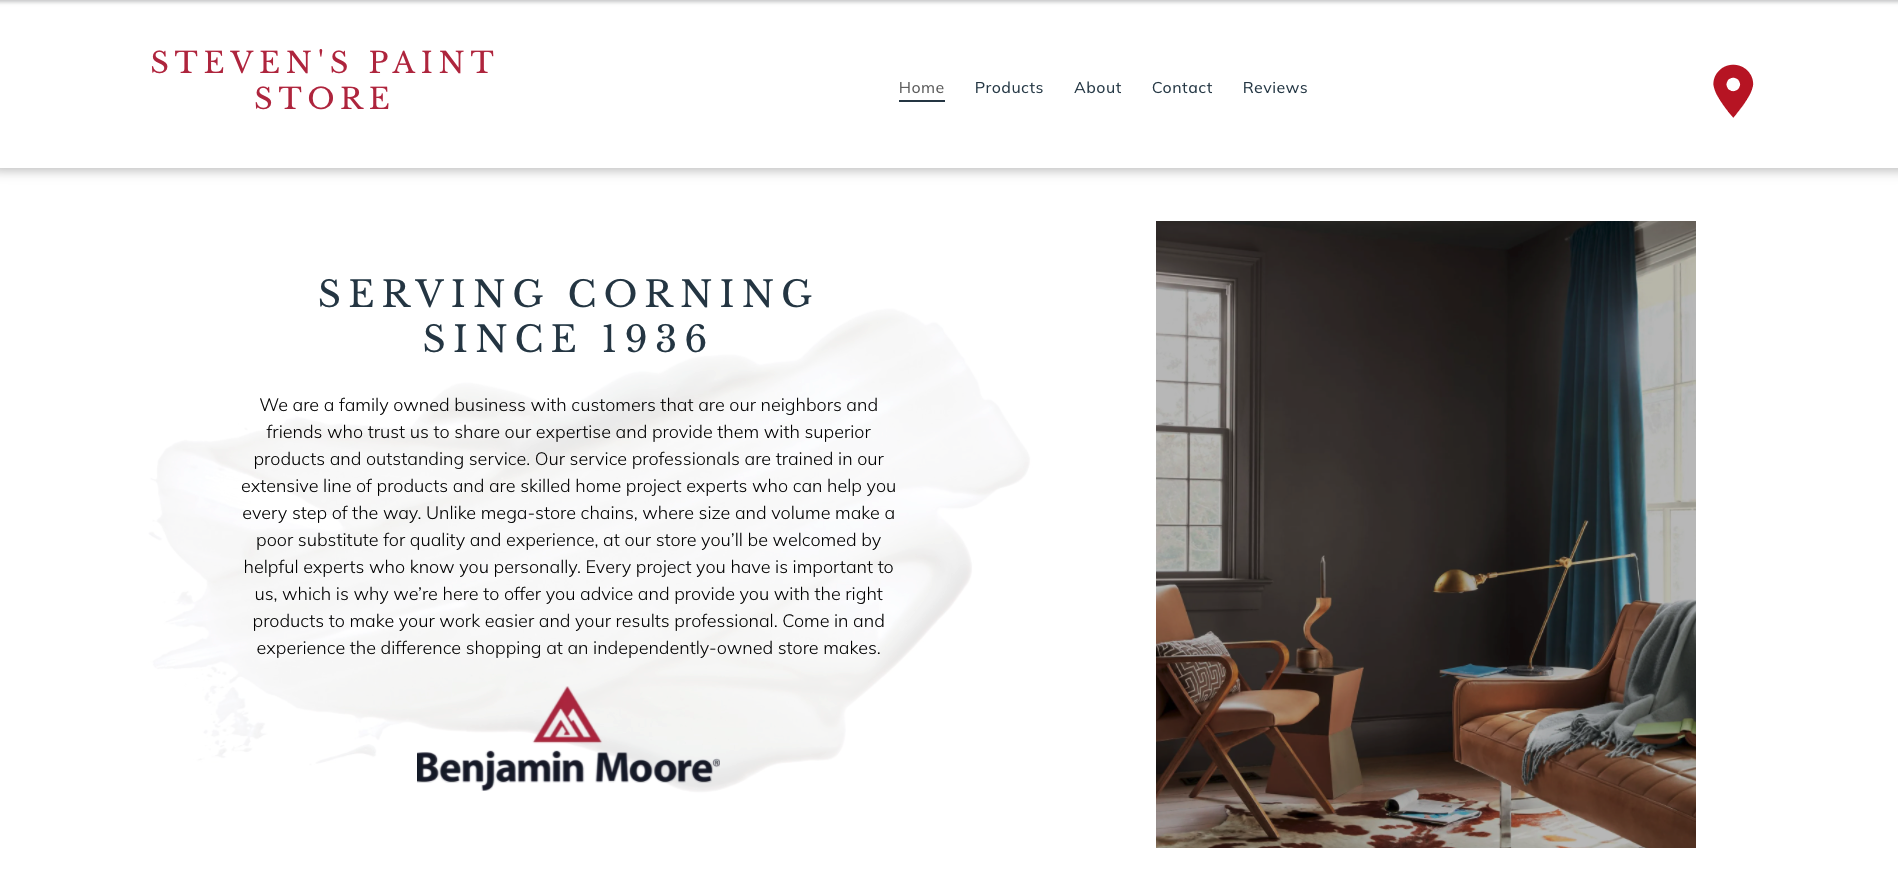 STEVEN'S PAINT
STORE
Home Products About Contact Reviews
SERVING CORNING
SINCE 1936
We are a family owned business with customers that are our neighbors and
friends who trust us to share our expertise and provide them with superior
products and outstanding service. Our service professionals are trained in our
extensive line of products and are skilled home project experts who can help you
every step of the way. Unlike mega-store chains, where size and volume make a
poor substitute for quality and experience, at our store you’ll be welcomed by
helpful experts who know you personally. Every project you have is important to
us, which is why we’re here to offer you advice and provide you with the right
products to make your work easier and your results professional. Come in and
experience the difference shopping at an independently-owned store makes.
Benjamin Moore®